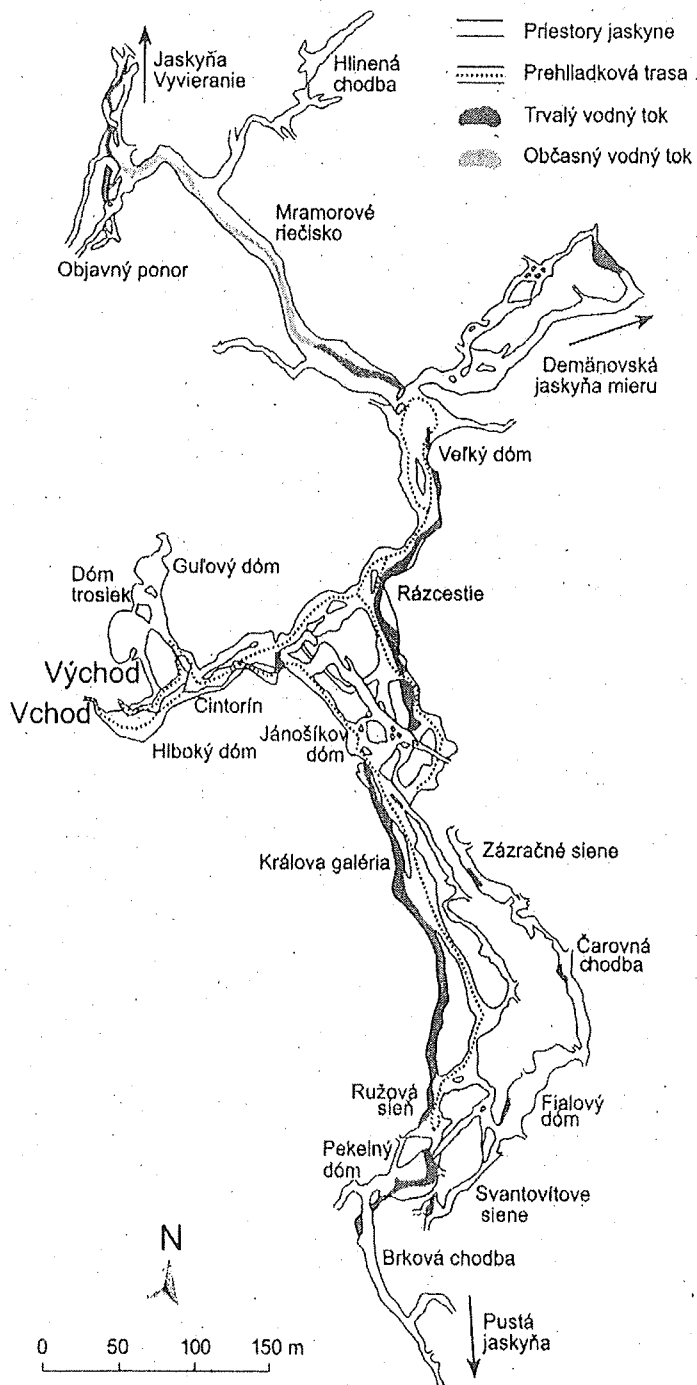 Priestory jaskyne
Prehliadková trasa
Trvalý vodný tok
Občasný vodný tok
Jaskyňa
Vyvieranie
Hlinená
chodba
Mramorové
riečisko
Objavný ponor
Demänovská
jaskyňa mieru
Veľký dóm
Guľový dóm
Dóm
trosiek
Rázcestie
Východ
Vchod
Cintorín
Hlboký dóm
Jánošíkov
dóm
Králova galéria
Zázračné siene
Čarovná
chodba
Ružová
sieň
Fialový
dóm
Pekelný
dóm
Svantovítove
siene
Brková chodba
N
Pustá
jaskyňa
0 50 100 150 m